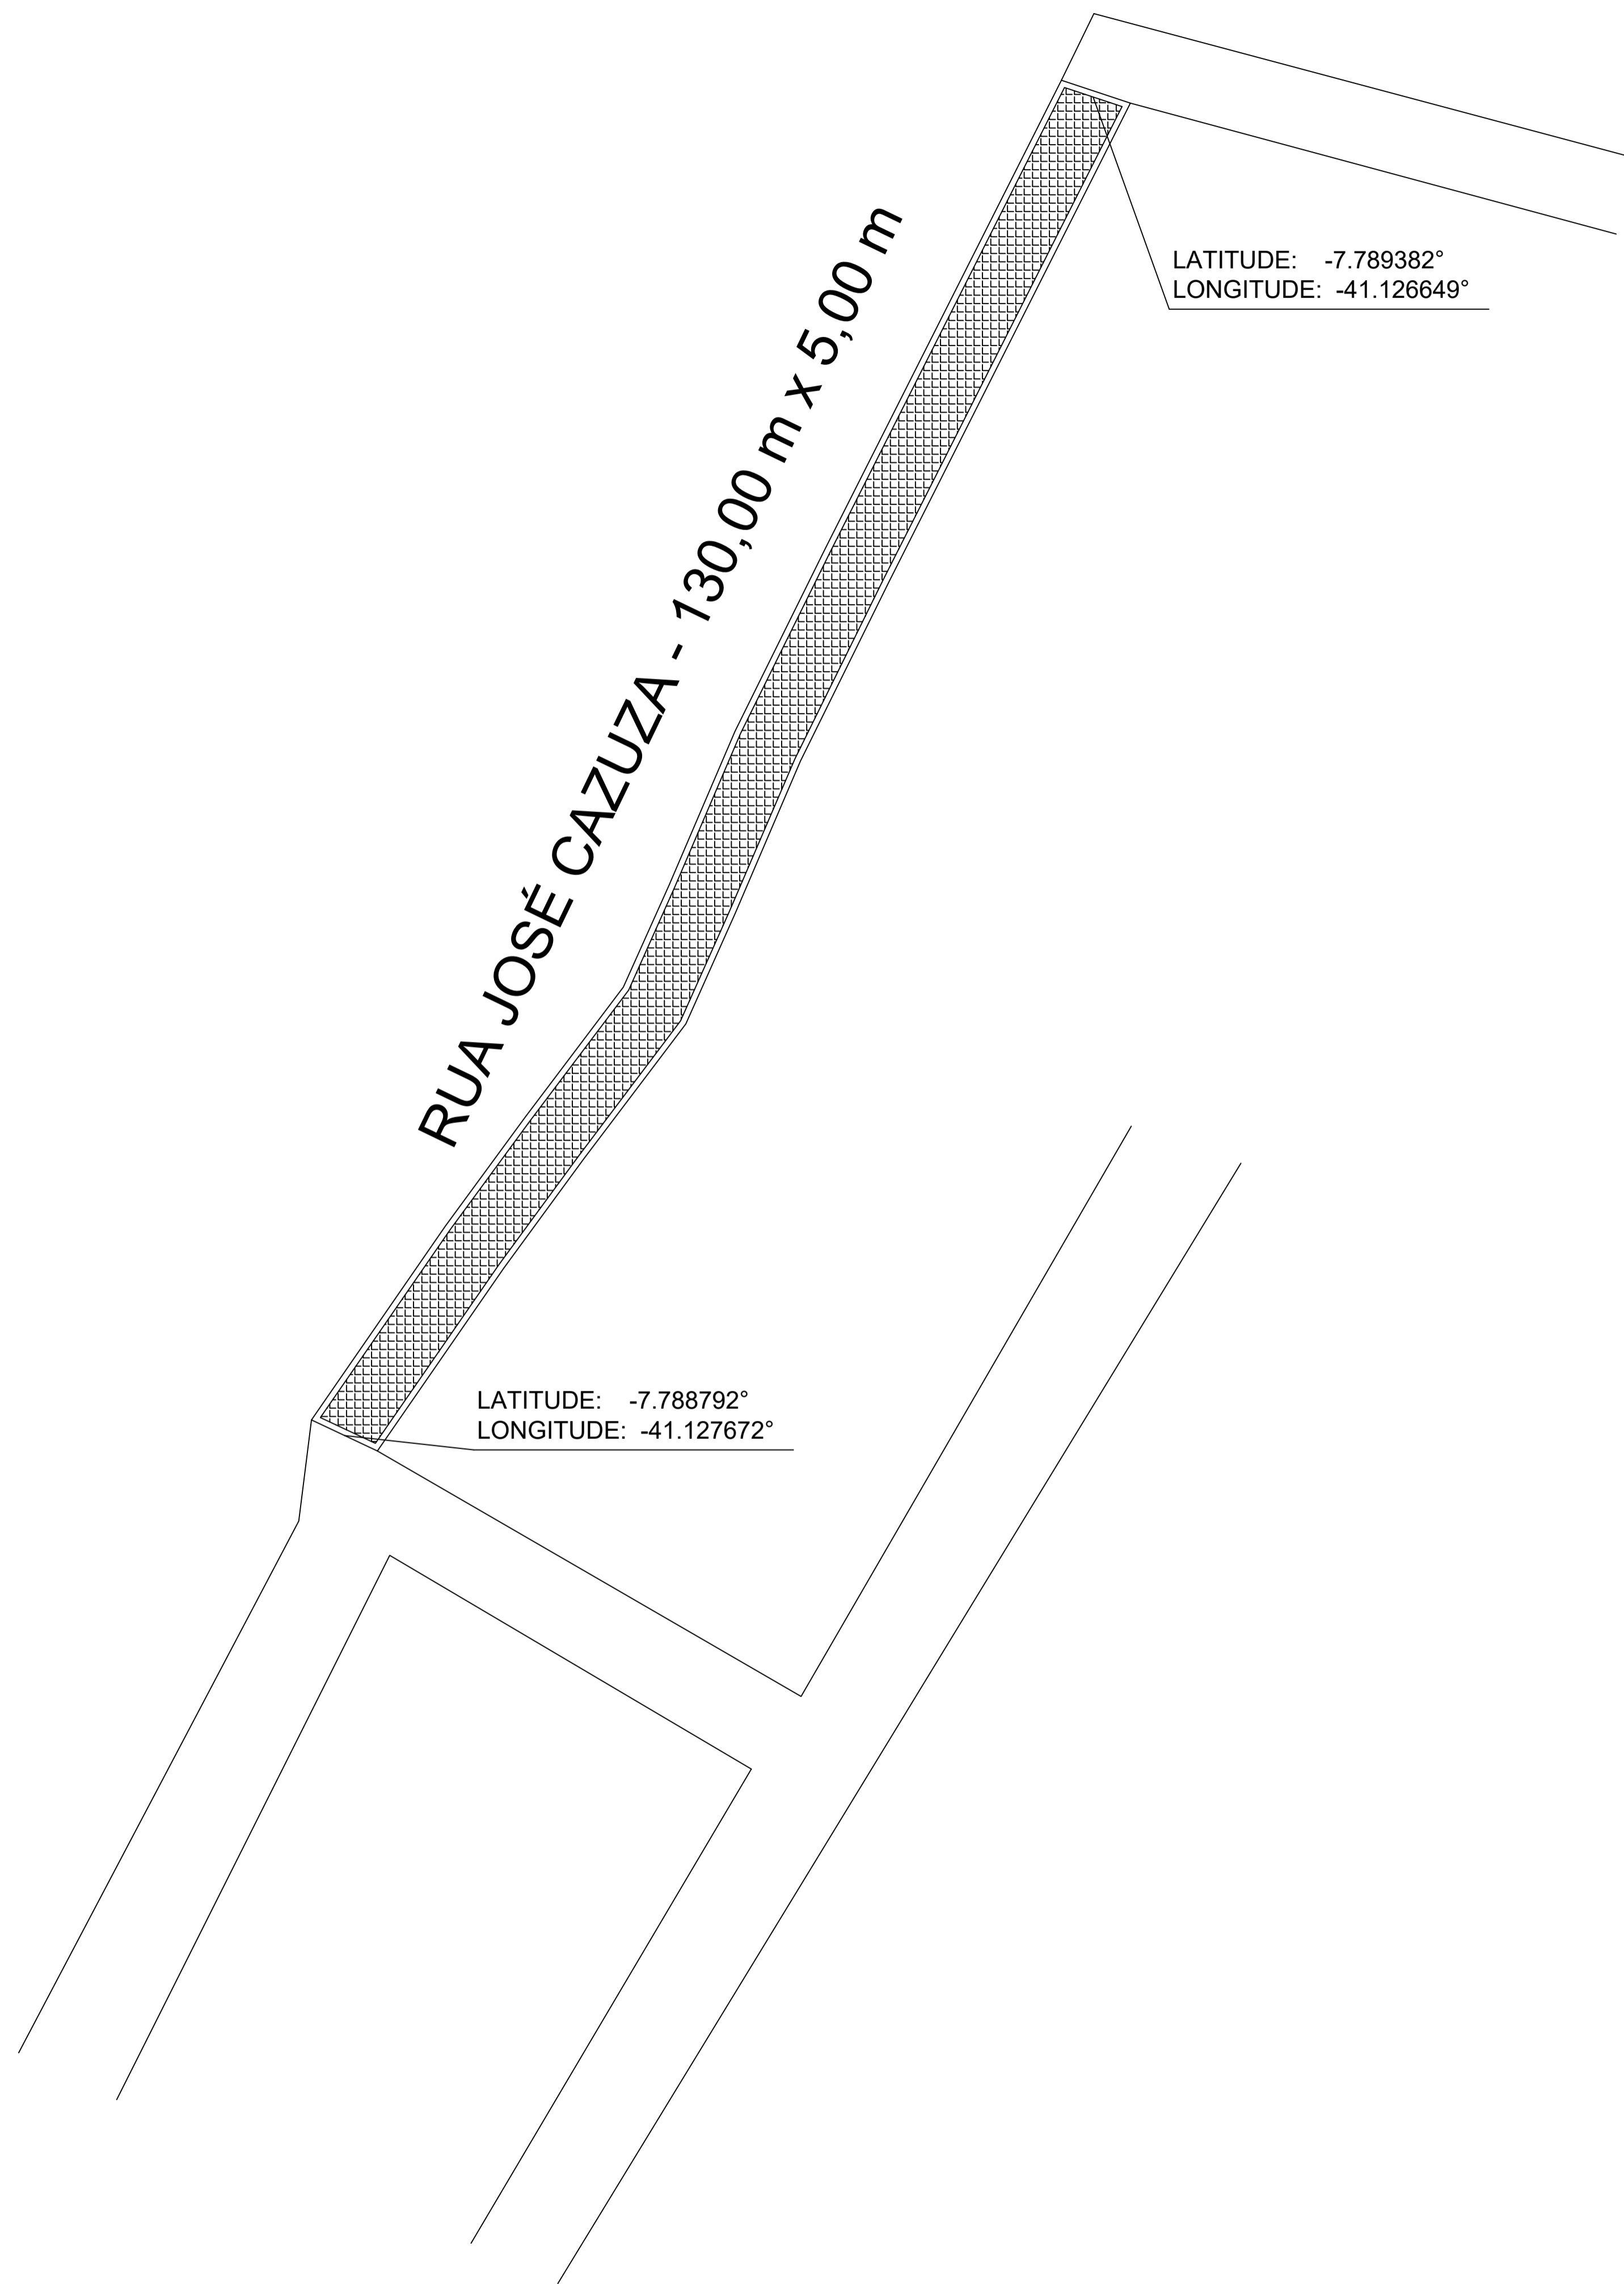 RUA JOSÉ CAZUZA - 130,00 m x 5,00 m
LATITUDE: -7.789382°
LONGITUDE: -41.126649°
LATITUDE: -7.788792°
LONGITUDE: -41.127672°